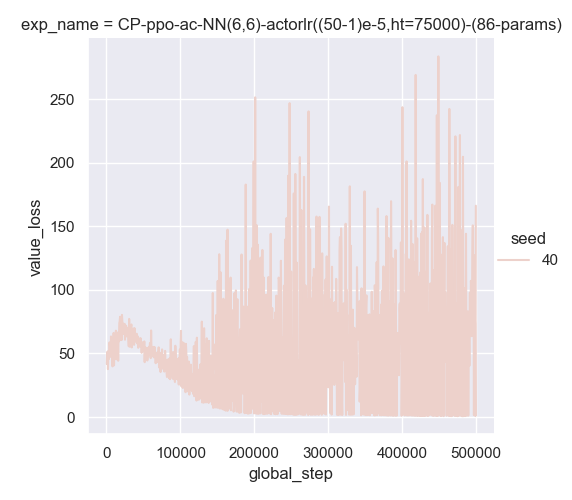 exp_name = CP-ppo-ac-NN(6,6)-actorlr((50-1)e-5,ht=75000)-(86-params)
250
200
150
100
50
0
value_loss
seed
40
0 100000 200000 300000 400000 500000
global_step